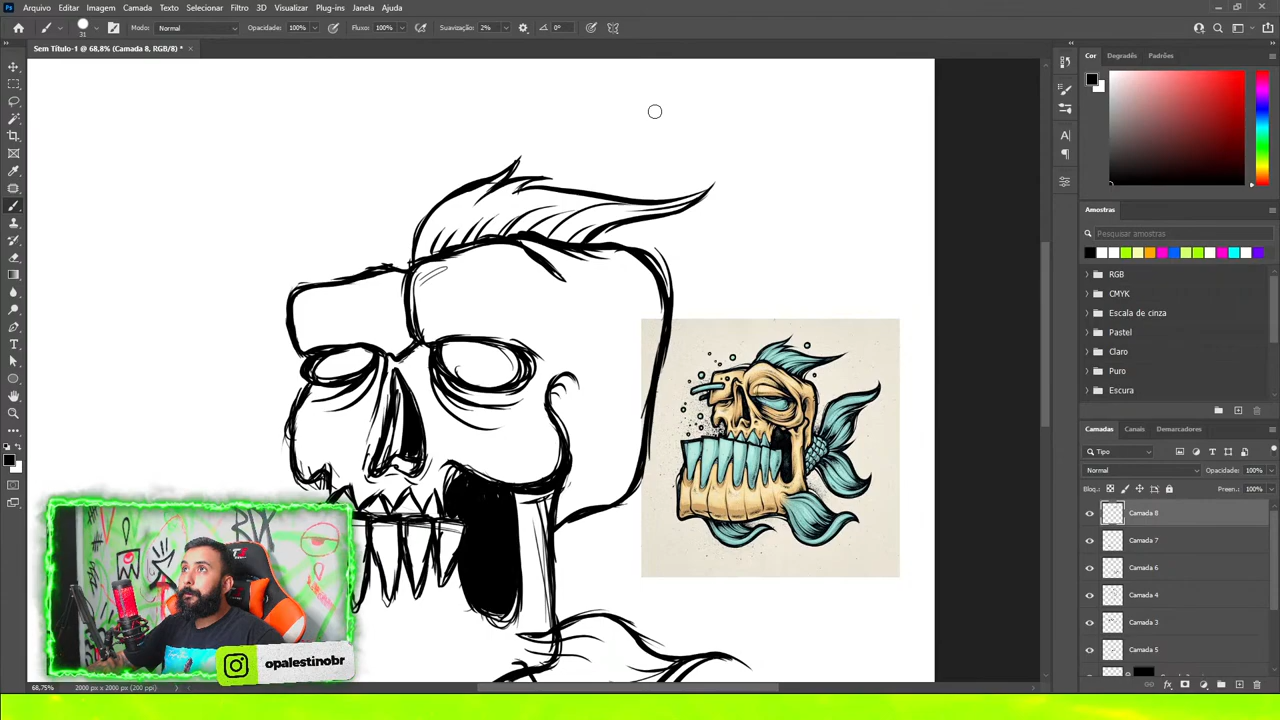 Arquivo Editar Imagem Camada Texto Selecionar Filtro 3D Visualizar Plug-ins Janela Ajuda
31 Modo: Normal Opacidade: 100% Fluxo: 100% Suavização: 2% 0°
Sem Título-1 @ 68,8% (Camada 8, RGB/8) *
Cor Degradês Padrões
Amostras
Pesquisar amostras
RGB
CMYK
Escala de cinza
Pastel
Claro
Puro
Escura
Camadas Canais Demarcadores
Tipo
Normal Opacidade: 100%
Bloq.: Preen.: 100%
Camada 8
Camada 7
Camada 6
Camada 4
Camada 3
Camada 5
opalestinobr
68,75% 2000 px x 2000 px (200 ppi)